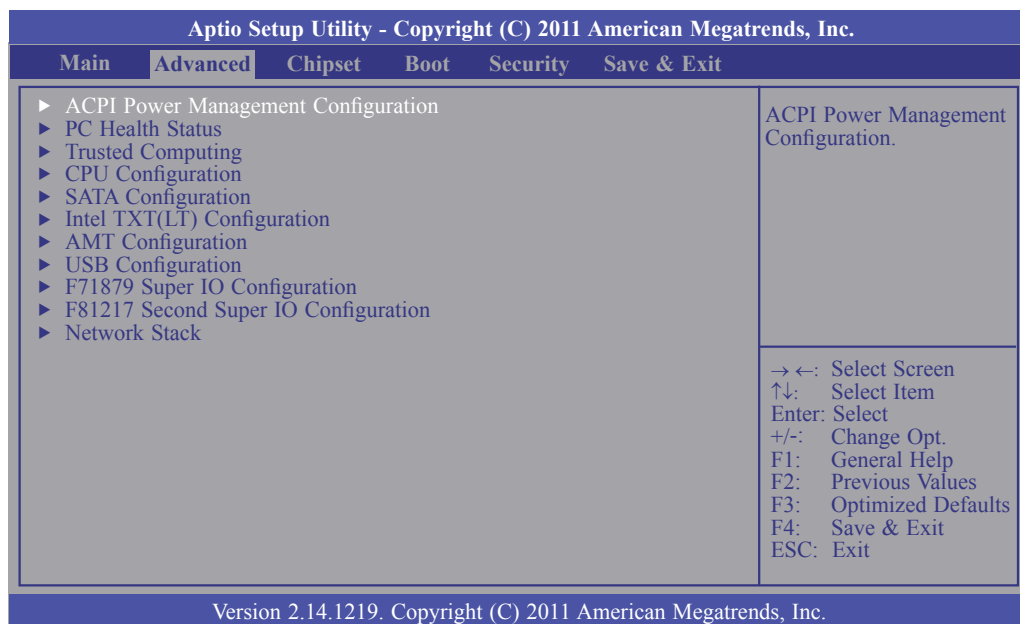 Aptio Setup Utility - Copyright (C) 2011 American Megatrends, Inc.
Main Advanced Chipset Boot Security Save & Exit
► ACPI Power Management Configuration
► PC Health Status
► Trusted Computing
► CPU Configuration
► SATA Configuration
► Intel TXT(LT) Configuration
► AMT Configuration
► USB Configuration
► F71879 Super IO Configuration
► F81217 Second Super IO Configuration
► Network Stack
ACPI Power Management
Configuration.
→ ←: Select Screen
↑↓: Select Item
Enter: Select
+/-: Change Opt.
F1: General Help
F2: Previous Values
F3: Optimized Defaults
F4: Save & Exit
ESC: Exit
Version 2.14.1219. Copyright (C) 2011 American Megatrends, Inc.